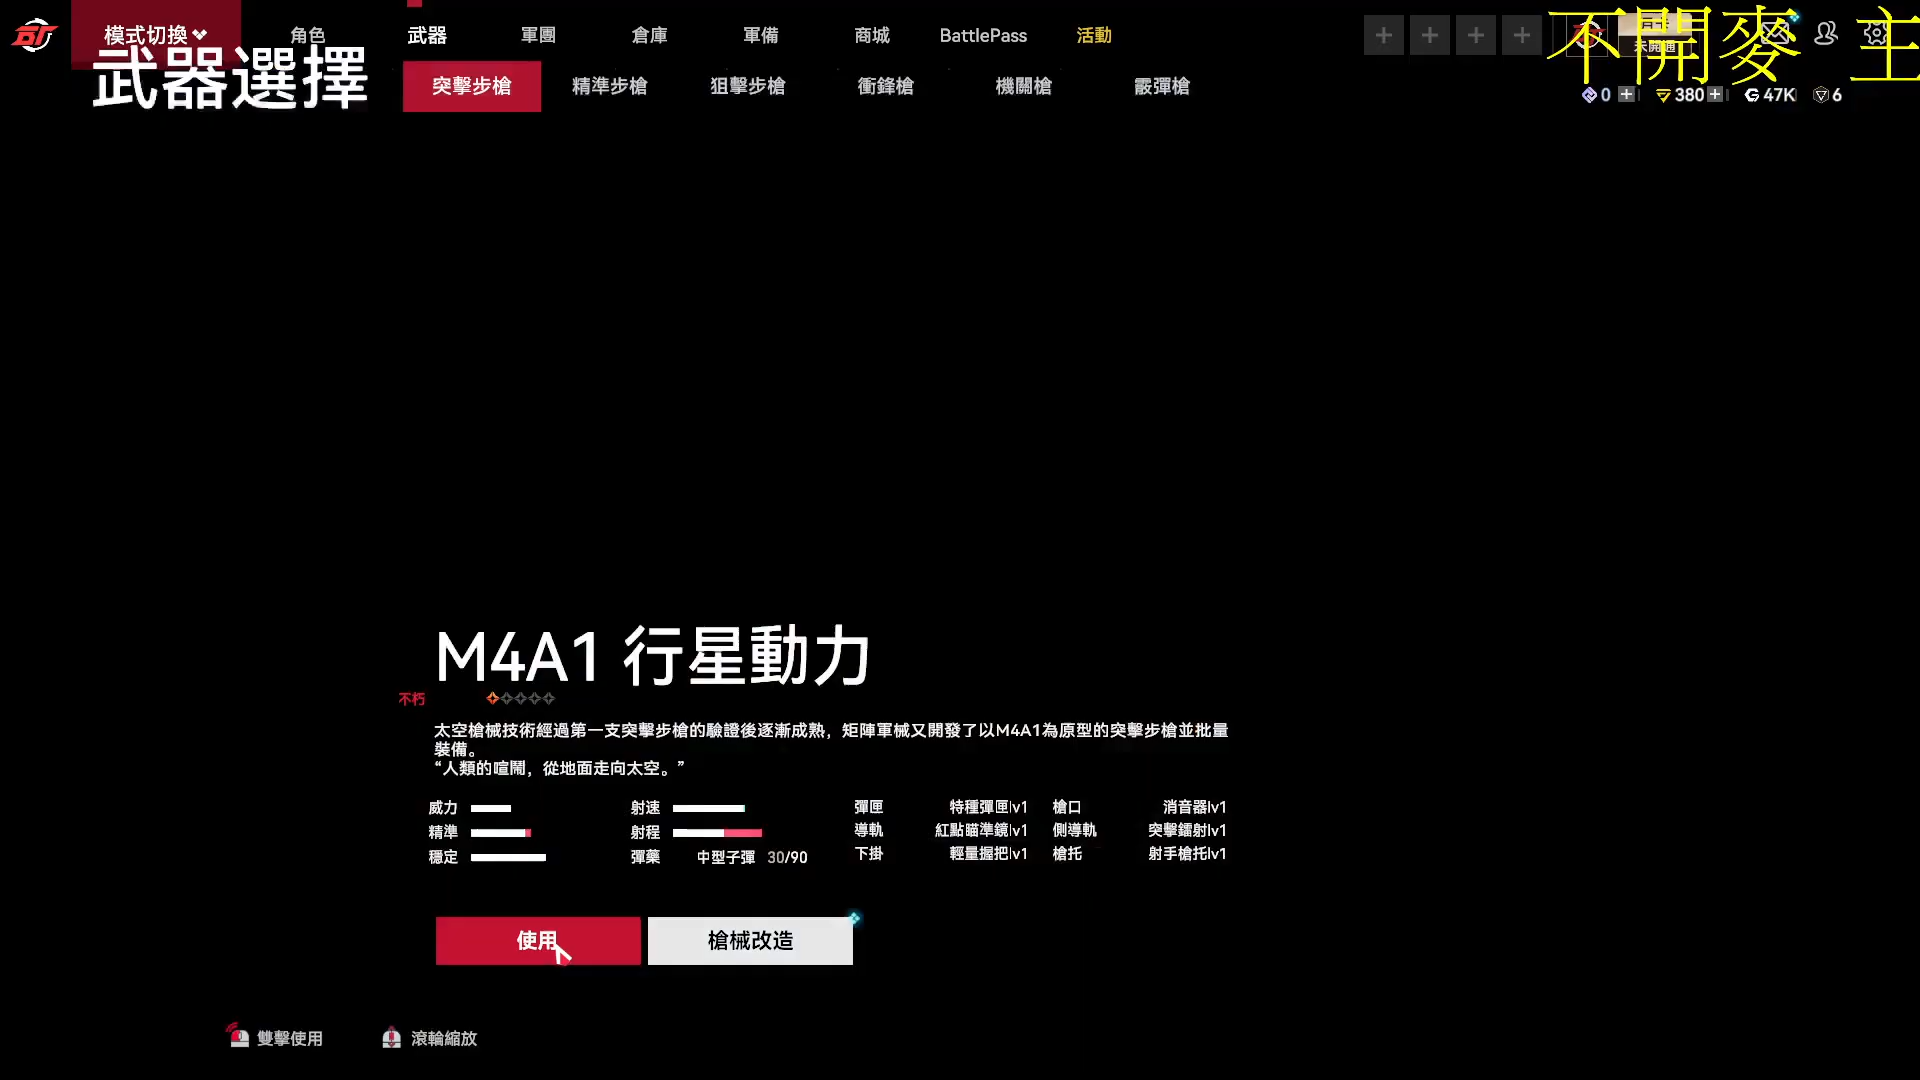 模式切換
角色
武器
軍團
倉庫
軍備
商城
BattlePass
活動
不開麥 主
未開通
武器選擇
突擊步槍
精準步槍
狙擊步槍
衝鋒槍
機關槍
霰彈槍
0
380
47K
6
M4A1 行星動力
不朽
太空槍械技術經過第一支突擊步槍的驗證後逐漸成熟，矩陣軍械又開發了以M4A1為原型的突擊步槍並批量
裝備。
“人類的喧鬧，從地面走向太空。”
威力
射速
彈匣 特種彈匣lv1
槍口 消音器lv1
精準
射程
導軌 紅點瞄準鏡lv1
側導軌 突擊鐳射lv1
穩定
彈藥 中型子彈 30/90
下掛 輕量握把lv1
槍托 射手槍托lv1
使用
槍械改造
雙擊使用
滾輪縮放